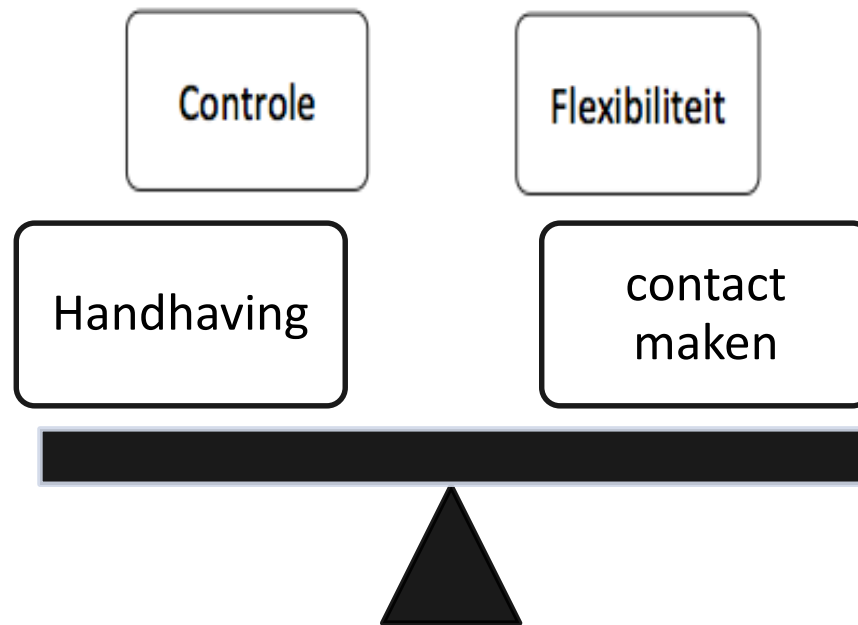 Controle
Flexibiliteit
Handhaving
contact
maken